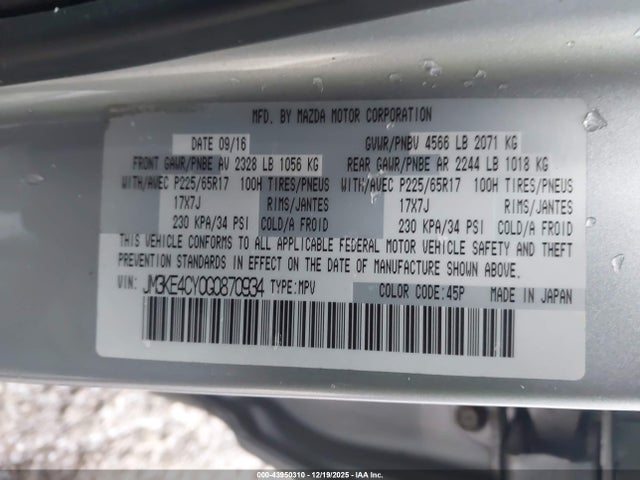 MFD. BY MAZDA MOTOR CORPORATION
DATE 09/16 GVWR/PNBV 4566 LB 2071 KG
FRONT GAWR/PNBE AV 2328 LB 1056 KG REAR GAWR/PNBE AR 2244 LB 1018 KG
WITH/AVEC P225/65R17 100H TIRES/PNEUS WITH/AVEC P225/65R17 100H TIRES/PNEUS
17X7J RIMS/JANTES 17X7J RIMS/JANTES
230 KPA/34 PSI COLD/A FROID 230 KPA/34 PSI COLD/A FROID
THIS VEHICLE CONFORMS TO ALL APPLICABLE FEDERAL MOTOR VEHICLE SAFETY AND THEFT
PREVENTION STANDARDS IN EFFECT ON THE DATE OF MANUFACTURE SHOWN ABOVE.
VIN: JM3KE4CY0G0870934 TYPE:MPV COLOR CODE:45P MADE IN JAPAN
000-43950310 - 12/19/2025 - IAA Inc.